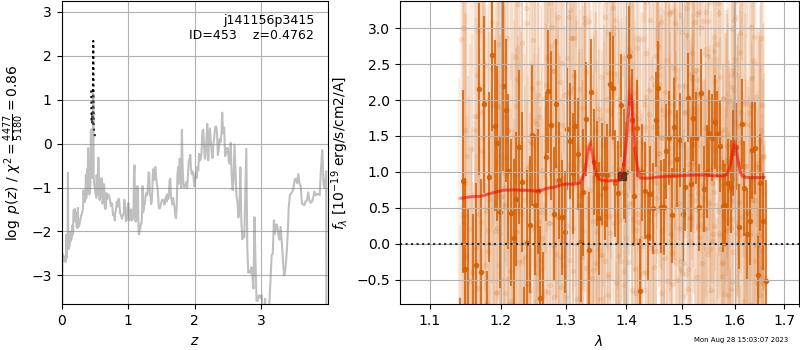 j141156p3415
ID=453 z=0.4762
log p(z) / χ² = 4477/5180 = 0.86
3
2
1
0
−1
−2
−3
0 1 2 3
z
fλ [10⁻¹⁹ erg/s/cm2/A]
3.0
2.5
2.0
1.5
1.0
0.5
0.0
−0.5
1.1 1.2 1.3 1.4 1.5 1.6 1.7
λ
Mon Aug 28 15:03:07 2023